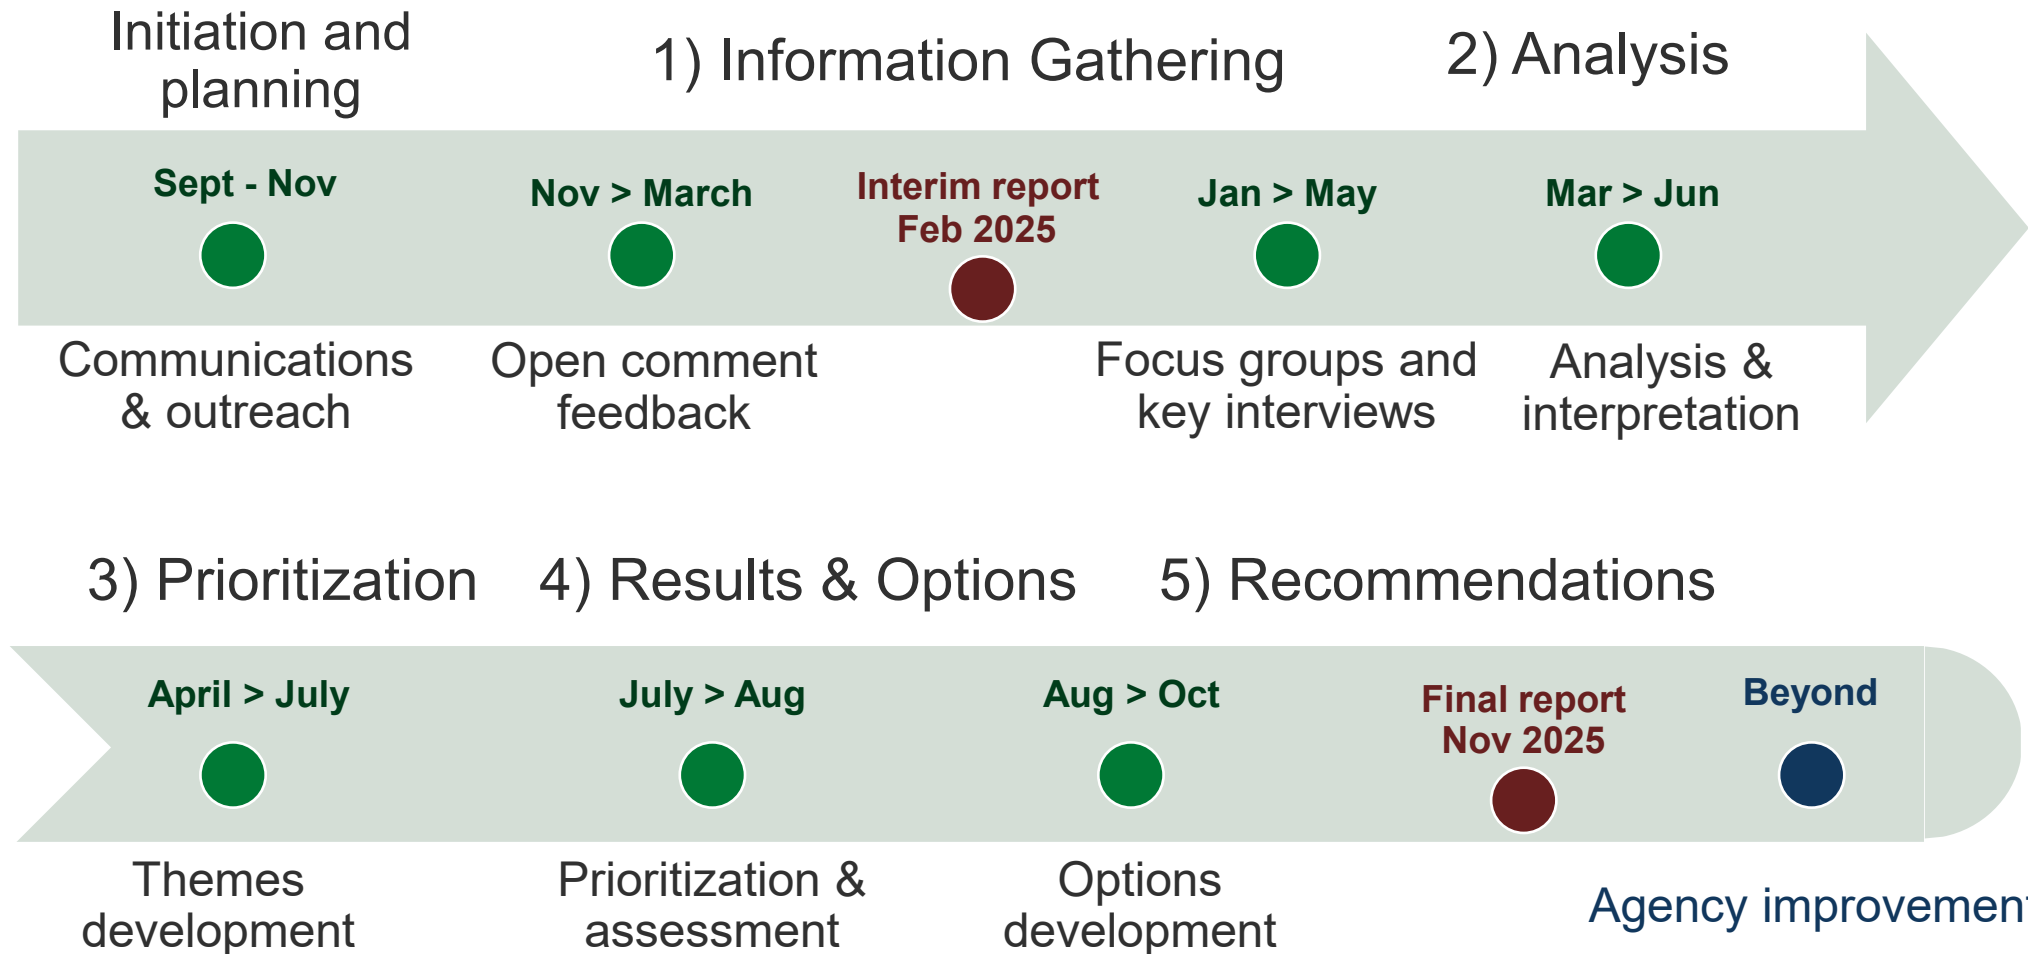 Initiation and
planning
1) Information Gathering
2) Analysis
Sept - Nov
Nov > March
Interim report
Feb 2025
Jan > May
Mar > Jun
Communications
& outreach
Open comment
feedback
Focus groups and
key interviews
Analysis &
interpretation
3) Prioritization
4) Results & Options
5) Recommendations
April > July
July > Aug
Aug > Oct
Final report
Nov 2025
Beyond
Themes
development
Prioritization &
assessment
Options
development
Agency improvement